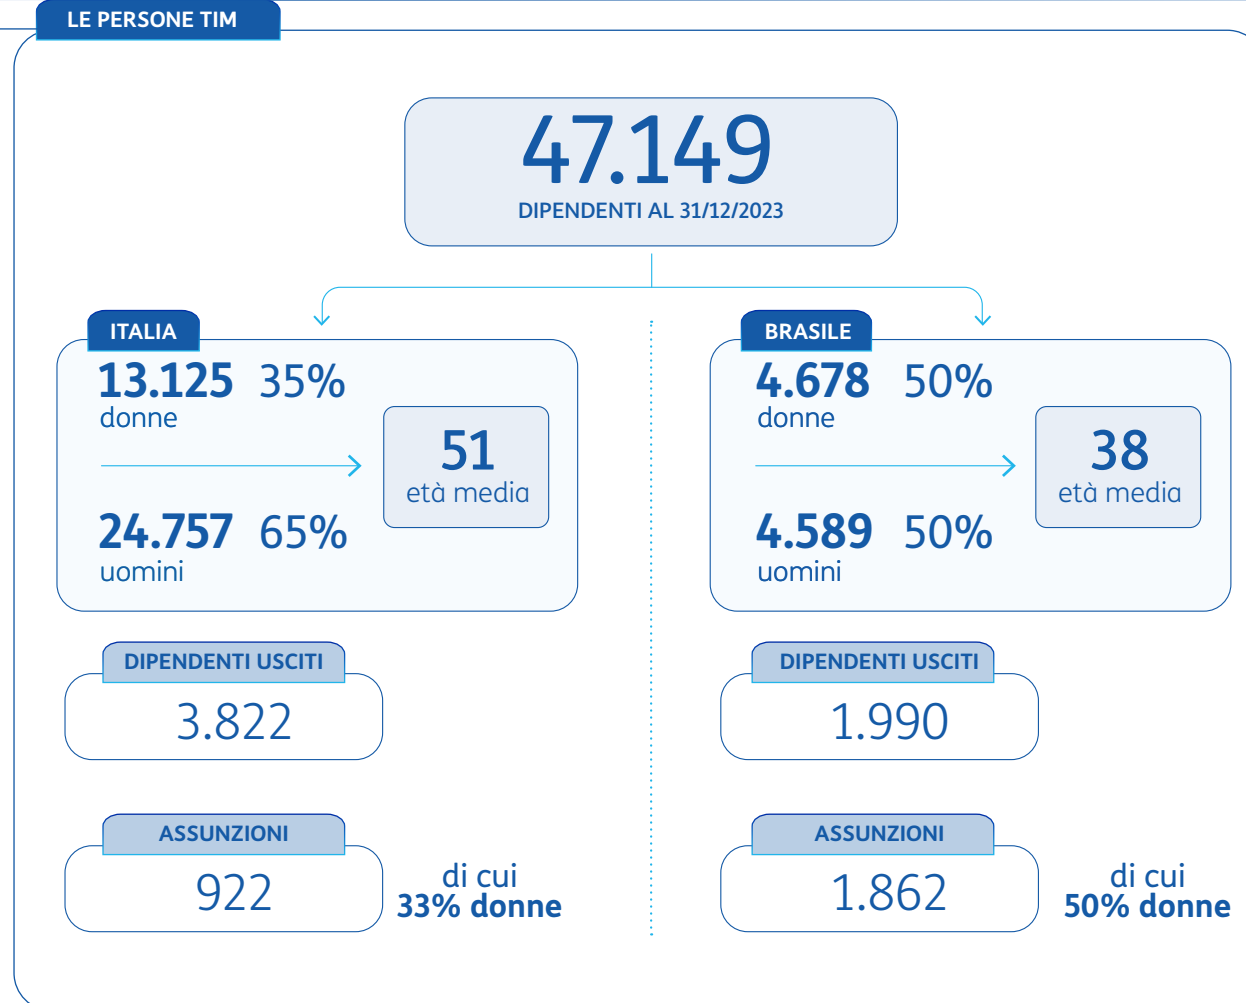 LE PERSONE TIM
47.149
DIPENDENTI AL 31/12/2023
ITALIA
13.125 35%
donne
51
età media
24.757 65%
uomini
DIPENDENTI USCITI
3.822
ASSUNZIONI
922
di cui
33% donne
BRASILE
4.678 50%
donne
38
età media
4.589 50%
uomini
DIPENDENTI USCITI
1.990
ASSUNZIONI
1.862
di cui
50% donne